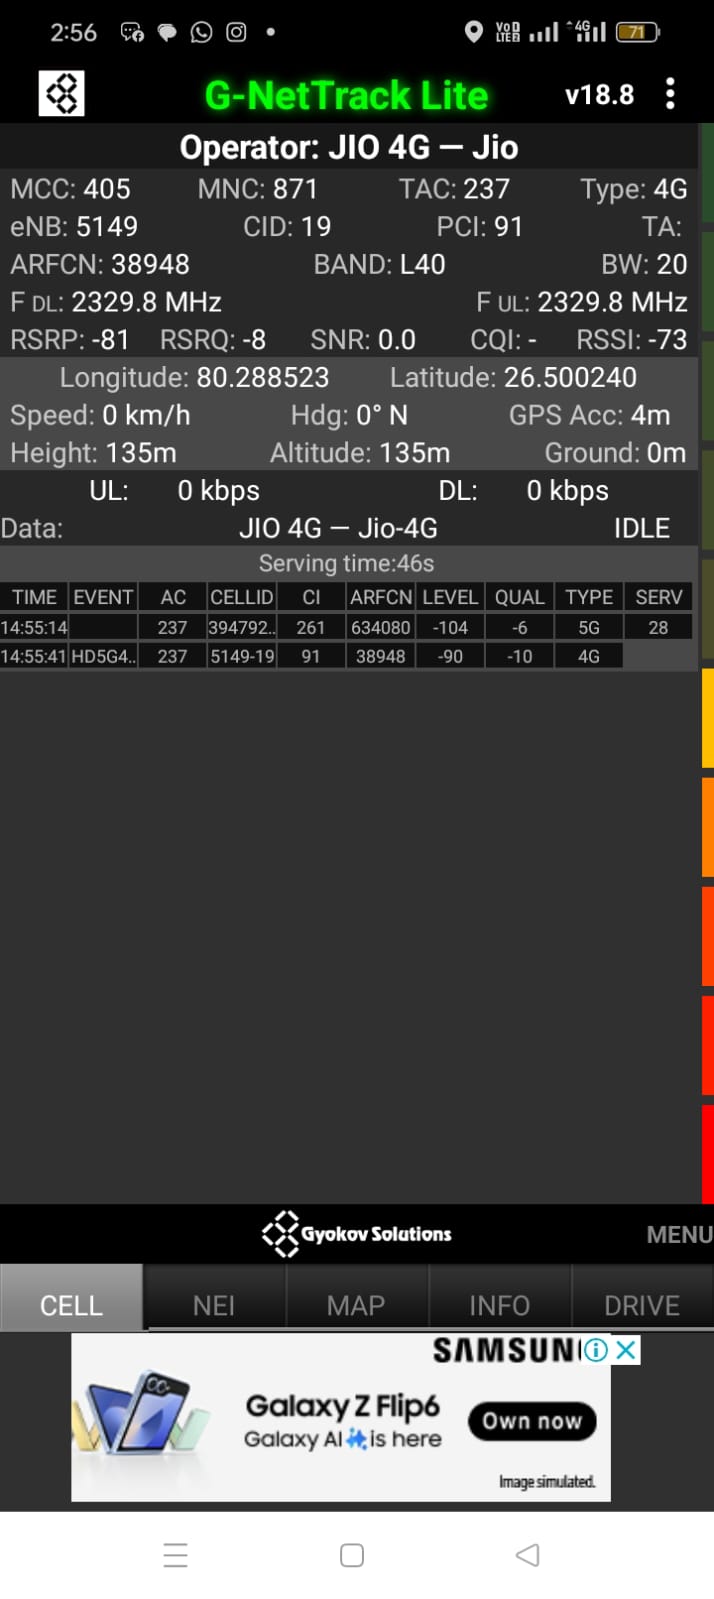 2:56 VoD LTE2 4G 71
G-NetTrack Lite v18.8
Operator: JIO 4G — Jio
MCC: 405 MNC: 871 TAC: 237 Type: 4G
eNB: 5149 CID: 19 PCI: 91 TA:
ARFCN: 38948 BAND: L40 BW: 20
F DL: 2329.8 MHz F UL: 2329.8 MHz
RSRP: -81 RSRQ: -8 SNR: 0.0 CQI: - RSSI: -73
Longitude: 80.288523 Latitude: 26.500240
Speed: 0 km/h Hdg: 0° N GPS Acc: 4m
Height: 135m Altitude: 135m Ground: 0m
UL: 0 kbps DL: 0 kbps
Data: JIO 4G — Jio-4G IDLE
Serving time:46s
TIME EVENT AC CELLID CI ARFCN LEVEL QUAL TYPE SERV
14:55:14 237 394792.. 261 634080 -104 -6 5G 28
14:55:41 HD5G4.. 237 5149-19 91 38948 -90 -10 4G
Gyokov Solutions MENU
CELL NEI MAP INFO DRIVE
SAMSUN
Galaxy Z Flip6
Galaxy AI is here
Own now
Image simulated.